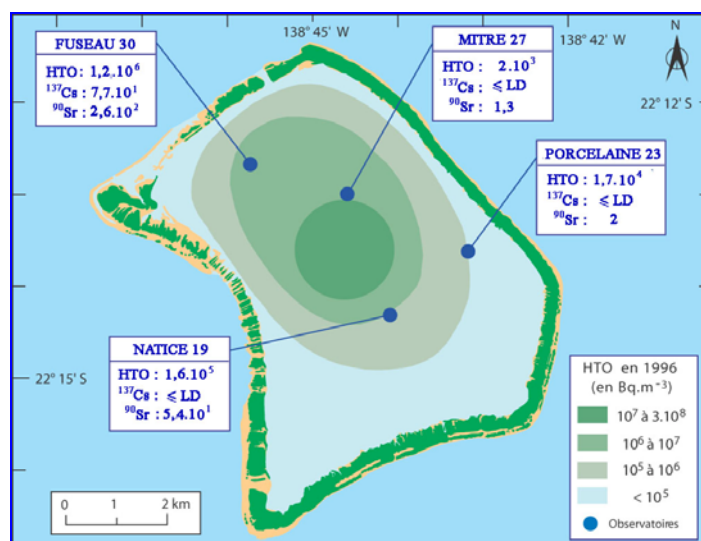 138° 45' W
138° 42' W
N
22° 12' S
FUSEAU 30
HTO : 1,2.10⁶
¹³⁷Cs : 7,7.10¹
⁹⁰Sr : 2,6.10²
MITRE 27
HTO : 2.10³
¹³⁷Cs : ⩽ LD
⁹⁰Sr : 1,3
PORCELAINE 23
HTO : 1,7.10⁴
¹³⁷Cs : ⩽ LD
⁹⁰Sr : 2
NATICE 19
HTO : 1,6.10⁵
¹³⁷Cs : ⩽ LD
⁹⁰Sr : 5,4.10¹
22° 15' S
0 1 2 km
HTO en 1996
(en Bq.m⁻³)
10⁷ à 3.10⁸
10⁶ à 10⁷
10⁵ à 10⁶
< 10⁵
Observatoires